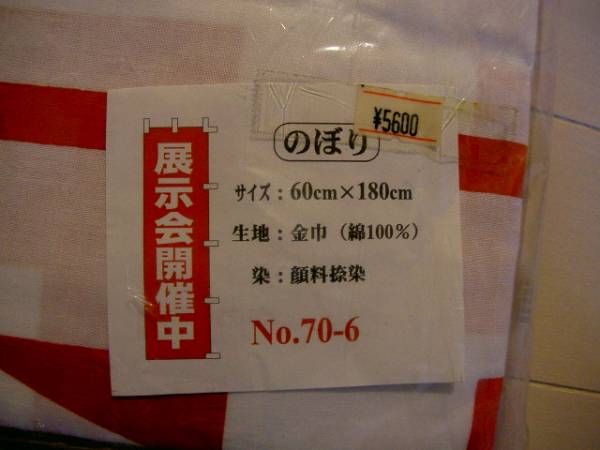 ¥5600
のぼり
展示会開催中
サイズ：60cm×180cm
生地：金巾（綿100％）
染：顔料捺染
No.70-6